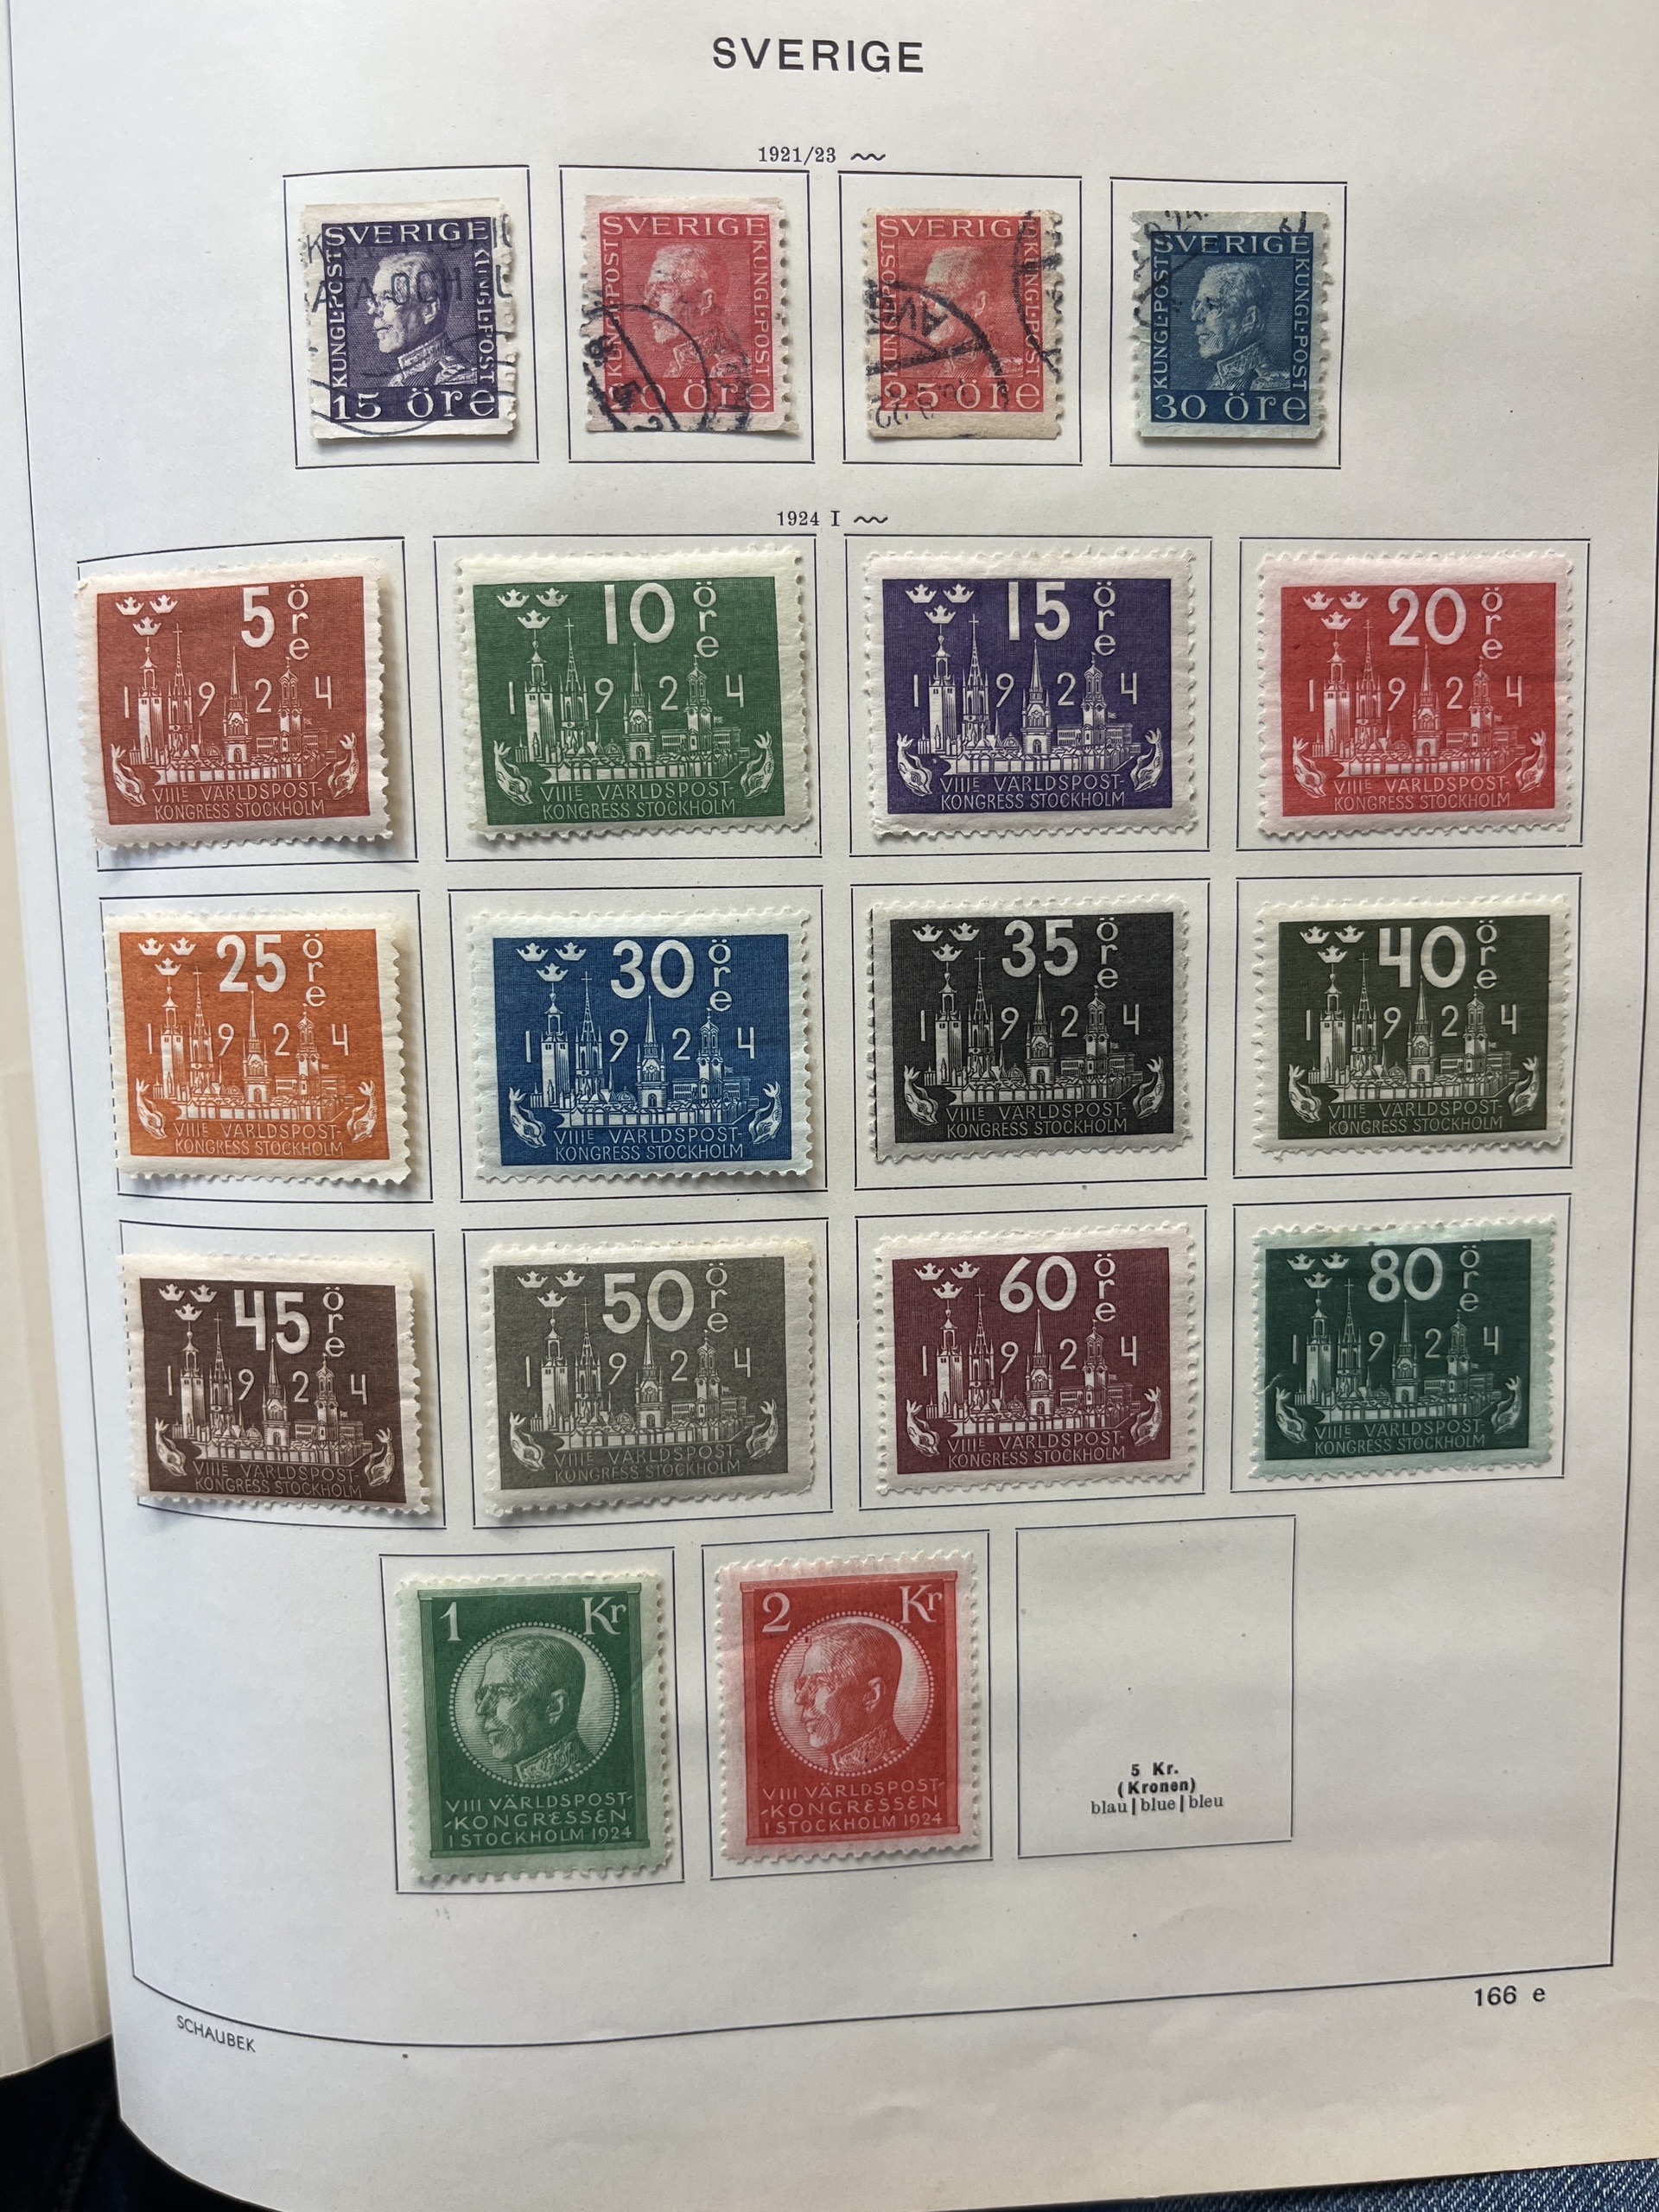 SVERIGE
1921/23
SVERIGE
KUNGL·POST
KUNGL·POST
15 öre
SVERIGE
KUNGL·POST
KUNGL·POST
öre
SVERIGE
KUNGL·POST
KUNGL·POST
25 öre
SVERIGE
KUNGL·POST
KUNGL·POST
30 öre
OCH
1924 I
5 öre
1924
VIIIE VÄRLDSPOST-
KONGRESS STOCKHOLM
10 öre
1924
VIIIE VÄRLDSPOST-
KONGRESS STOCKHOLM
15 öre
1924
VIIIE VÄRLDSPOST-
KONGRESS STOCKHOLM
20 öre
1924
VIIIE VÄRLDSPOST-
KONGRESS STOCKHOLM
25 öre
1924
VIIIE VÄRLDSPOST-
KONGRESS STOCKHOLM
30 öre
1924
VIIIE VÄRLDSPOST-
KONGRESS STOCKHOLM
35 öre
1924
VIIIE VÄRLDSPOST-
KONGRESS STOCKHOLM
40 öre
1924
VIIIE VÄRLDSPOST-
KONGRESS STOCKHOLM
45 öre
1924
VIIIE VÄRLDSPOST-
KONGRESS STOCKHOLM
50 öre
1924
VIIIE VÄRLDSPOST-
KONGRESS STOCKHOLM
60 öre
1924
VIIIE VÄRLDSPOST-
KONGRESS STOCKHOLM
80 öre
1924
VIIIE VÄRLDSPOST-
KONGRESS STOCKHOLM
1 Kr
VIII VÄRLDSPOST-
-KONGRESSEN
I STOCKHOLM 1924
2 Kr
VIII VÄRLDSPOST-
-KONGRESSEN
I STOCKHOLM 1924
5 Kr.
(Kronen)
blau|blue|bleu
166 e
SCHAUBEK